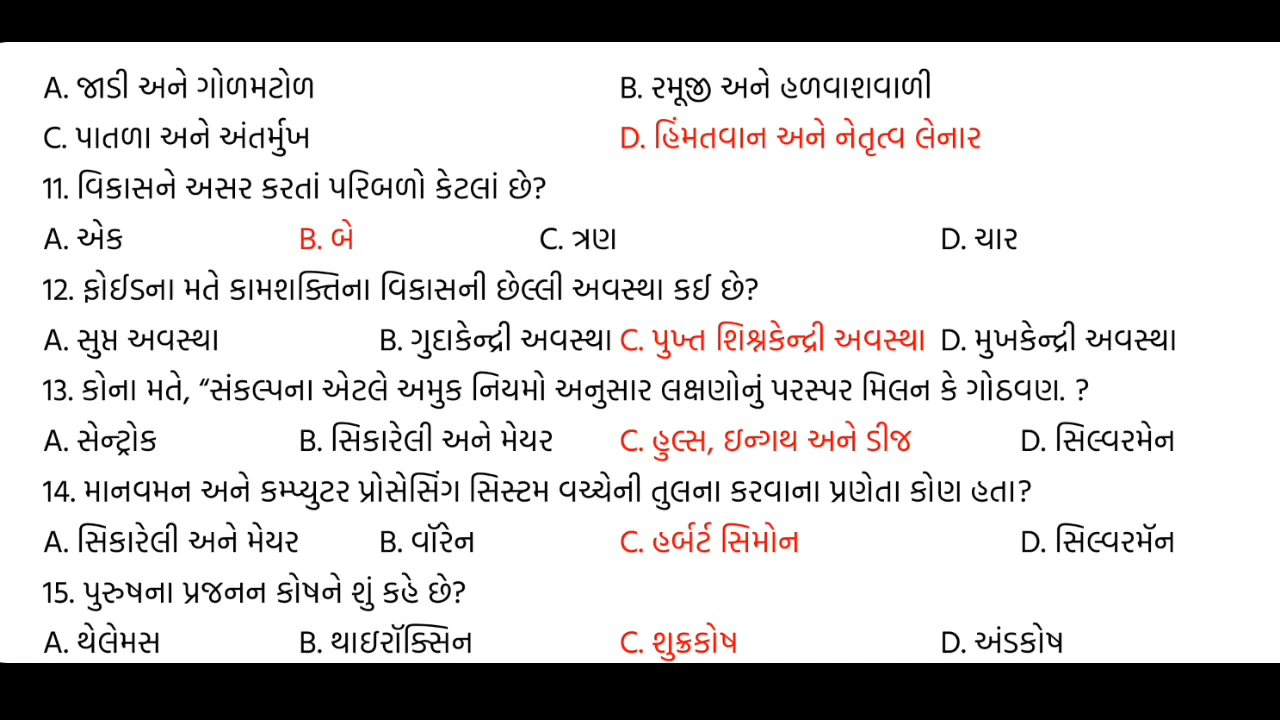 A. જાડી અને ગોળમટોળ B. રમૂજી અને હળવાશવાળી
C. પાતળા અને અંતર્મુખ D. હિંમતવાન અને નેતૃત્વ લેનાર
11. વિકાસને અસર કરતાં પરિબળો કેટલાં છે?
A. એક B. બે C. ત્રણ D. ચાર
12. ફોઈડના મતે કામશક્તિના વિકાસની છેલ્લી અવસ્થા કઈ છે?
A. સુપ્ત અવસ્થા B. ગુદાકેન્દ્રી અવસ્થા C. પુખ્ત શિશ્નકેન્દ્રી અવસ્થા D. મુખકેન્દ્રી અવસ્થા
13. કોના મતે, “સંકલ્પના એટલે અમુક નિયમો અનુસાર લક્ષણોનું પરસ્પર મિલન કે ગોઠવણ. ?
A. સેન્ટ્રોક B. સિકારેલી અને મેયર C. હુલ્સ, ઇન્ગથ અને ડીજ D. સિલ્વરમેન
14. માનવમન અને કમ્પ્યુટર પ્રોસેસિંગ સિસ્ટમ વચ્ચેની તુલના કરવાના પ્રણેતા કોણ હતા?
A. સિકારેલી અને મેયર B. વૉરેન C. હર્બર્ટ સિમોન D. સિલ્વરમૅન
15. પુરુષના પ્રજનન કોષને શું કહે છે?
A. થેલેમસ B. થાઇરૉક્સિન C. શુક્રકોષ D. અંડકોષ